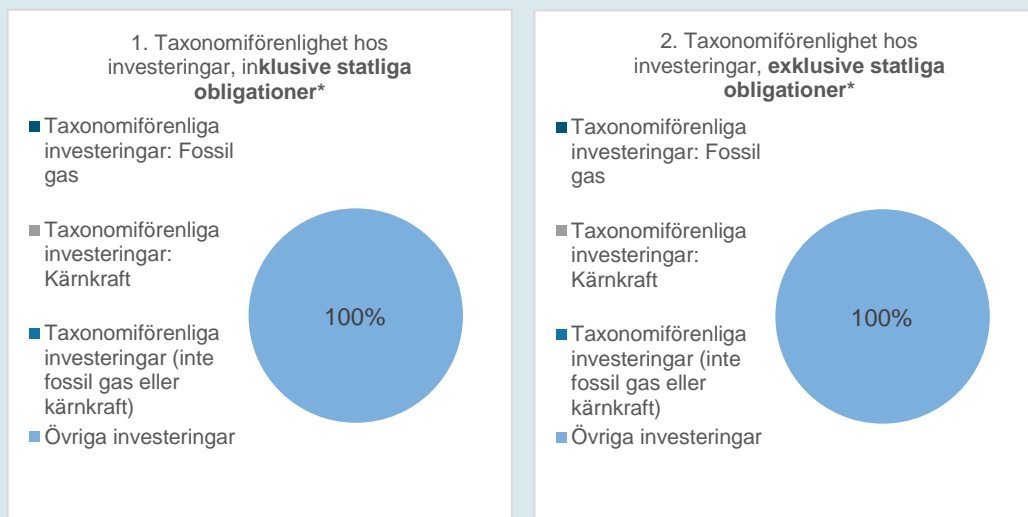 1. Taxonomiförenlighet hos
investeringar, inklusive statliga
obligationer*
Taxonomiförenliga
investeringar: Fossil
gas
Taxonomiförenliga
investeringar:
Kärnkraft
Taxonomiförenliga
investeringar (inte
fossil gas eller
kärnkraft)
Övriga investeringar
100%
2. Taxonomiförenlighet hos
investeringar, exklusive statliga
obligationer*
Taxonomiförenliga
investeringar: Fossil
gas
Taxonomiförenliga
investeringar:
Kärnkraft
Taxonomiförenliga
investeringar (inte
fossil gas eller
kärnkraft)
Övriga investeringar
100%